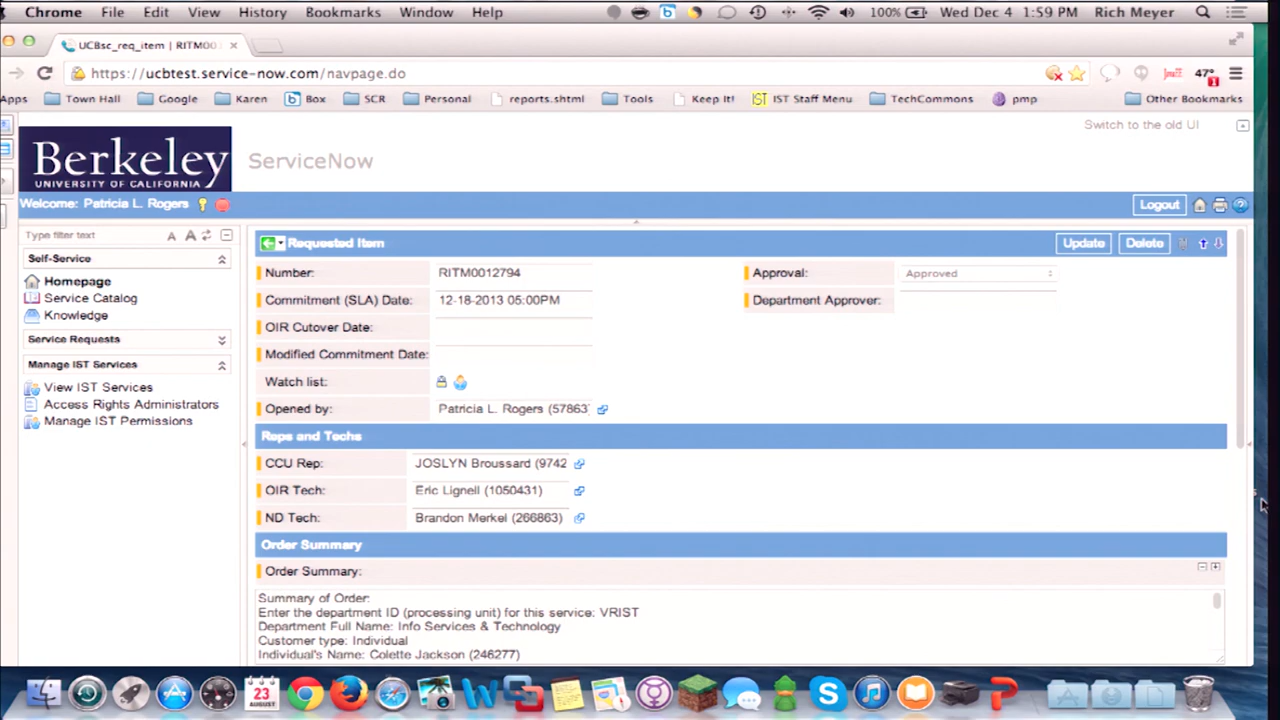 Chrome File Edit View History Bookmarks Window Help 100% Wed Dec 4 1:59 PM Rich Meyer
UCBsc_req_item | RITM00
https://ucbtest.service-now.com/navpage.do 47°
Apps Town Hall Google Karen Box SCR Personal reports.shtml Tools Keep It! IST IST Staff Menu TechCommons pmp Other Bookmarks
Switch to the old UI
Berkeley ServiceNow
UNIVERSITY OF CALIFORNIA
Welcome: Patricia L. Rogers Logout
Type filter text A A
Self-Service
Homepage
Service Catalog
Knowledge
Service Requests
Manage IST Services
View IST Services
Access Rights Administrators
Manage IST Permissions
Requested Item Update Delete
Number: RITM0012794 Approval: Approved
Commitment (SLA) Date: 12-18-2013 05:00PM Department Approver:
OIR Cutover Date:
Modified Commitment Date:
Watch list:
Opened by: Patricia L. Rogers (57863)
Reps and Techs
CCU Rep: JOSLYN Broussard (9742
OIR Tech: Eric Lignell (1050431)
ND Tech: Brandon Merkel (266863)
Order Summary
Order Summary:
Summary of Order:
Enter the department ID (processing unit) for this service: VRIST
Department Full Name: Info Services & Technology
Customer type: Individual
Individual's Name: Colette Jackson (246277)
23
AUGUST